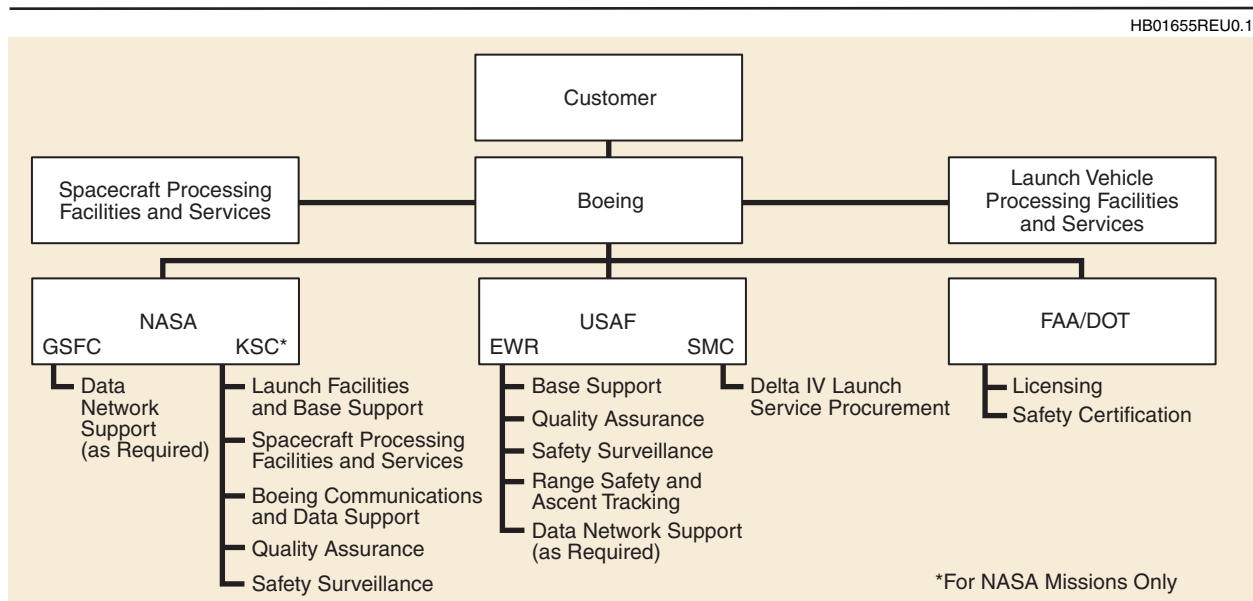 HB01655REU0.1
Customer
Spacecraft Processing
Facilities and Services
Boeing
Launch Vehicle
Processing Facilities
and Services
NASA
GSFC
KSC*
USAF
EWR
SMC
FAA/DOT
Data
Network
Support
(as Required)
Launch Facilities
and Base Support
Spacecraft Processing
Facilities and Services
Boeing Communications
and Data Support
Quality Assurance
Safety Surveillance
Base Support
Quality Assurance
Safety Surveillance
Range Safety and
Ascent Tracking
Data Network Support
(as Required)
Delta IV Launch
Service Procurement
Licensing
Safety Certification
*For NASA Missions Only